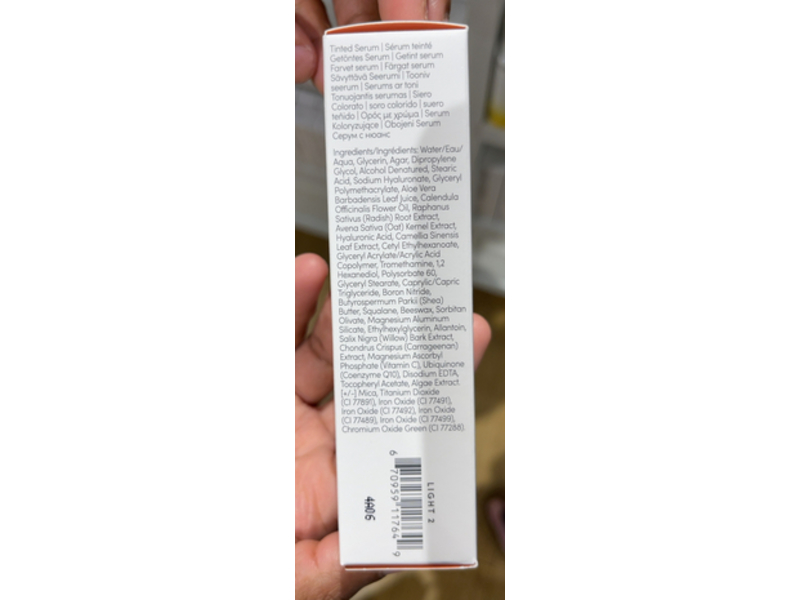 Tinted Serum | Sérum teinté
Getöntes Serum | Getint serum
Farvet serum | Färgat serum
Sävyttävä Seerumi | Tooniv
seerum | Serums ar toni
Tonuojantis serumas | Siero
Colorato | soro colorido | suero
teñido | Ορός με χρώμα | Serum
Koloryzujące | Obojeni Serum
Серум с нюанс
Ingredients/Ingrédients: Water/Eau/
Aqua, Glycerin, Agar, Dipropylene
Glycol, Alcohol Denatured, Stearic
Acid, Sodium Hyaluronate, Glyceryl
Polymethacrylate, Aloe Vera
Barbadensis Leaf Juice, Calendula
Officinalis Flower Oil, Raphanus
Sativus (Radish) Root Extract,
Avena Sativa (Oat) Kernel Extract,
Hyaluronic Acid, Camellia Sinensis
Leaf Extract, Cetyl Ethylhexanoate,
Glyceryl Acrylate/Acrylic Acid
Copolymer, Tromethamine, 1,2
Hexanediol, Polysorbate 60,
Glyceryl Stearate, Caprylic/Capric
Triglyceride, Boron Nitride,
Butyrospermum Parkii (Shea)
Butter, Squalane, Beeswax, Sorbitan
Olivate, Magnesium Aluminum
Silicate, Ethylhexylglycerin, Allantoin,
Salix Nigra (Willow) Bark Extract,
Chondrus Crispus (Carrageenan)
Extract, Magnesium Ascorbyl
Phosphate (Vitamin C), Ubiquinone
(Coenzyme Q10), Disodium EDTA,
Tocopheryl Acetate, Algae Extract.
[+/-] Mica, Titanium Dioxide
(CI 77891), Iron Oxide (CI 77491),
Iron Oxide (CI 77492), Iron Oxide
(CI 77489), Iron Oxide (CI 77499),
Chromium Oxide Green (CI 77288).
LIGHT 2
6 70959 11764 9
4A06